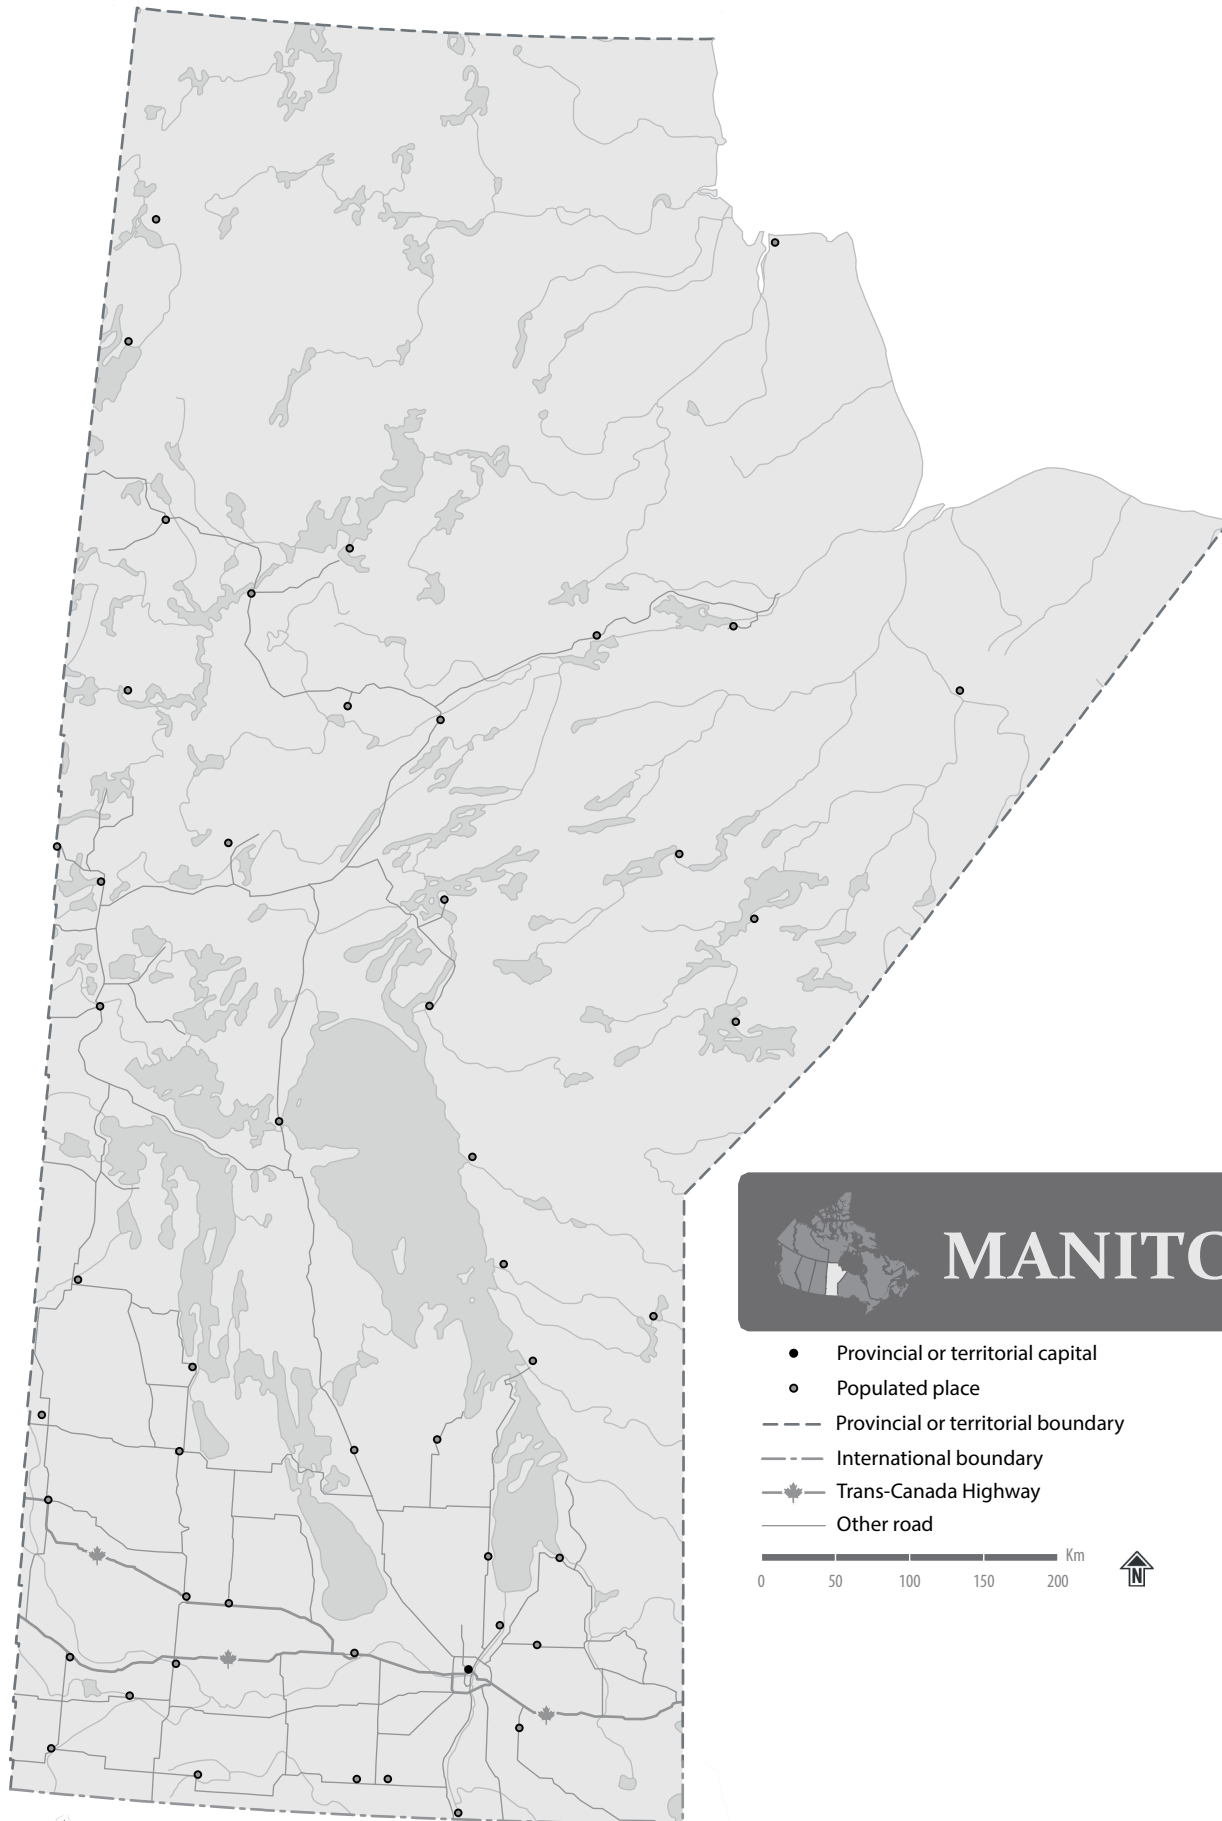 MANITO
Provincial or territorial capital
Populated place
Provincial or territorial boundary
International boundary
Trans-Canada Highway
Other road
Km
0 50 100 150 200
N